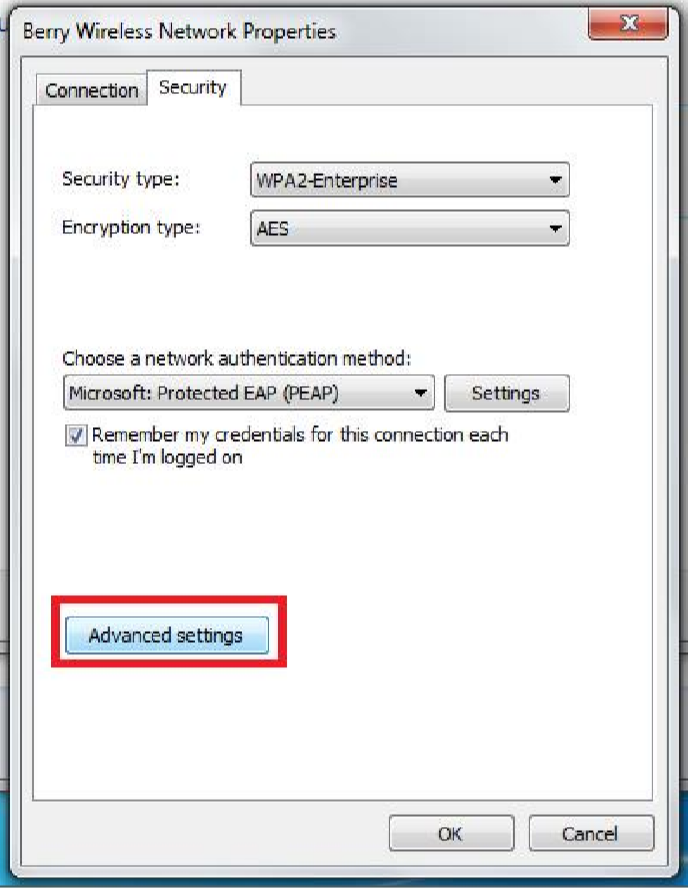 Berry Wireless Network Properties
Connection
Security
Security type:
WPA2-Enterprise
Encryption type:
AES
Choose a network authentication method:
Microsoft: Protected EAP (PEAP)
Settings
Remember my credentials for this connection each
time I'm logged on
Advanced settings
OK
Cancel